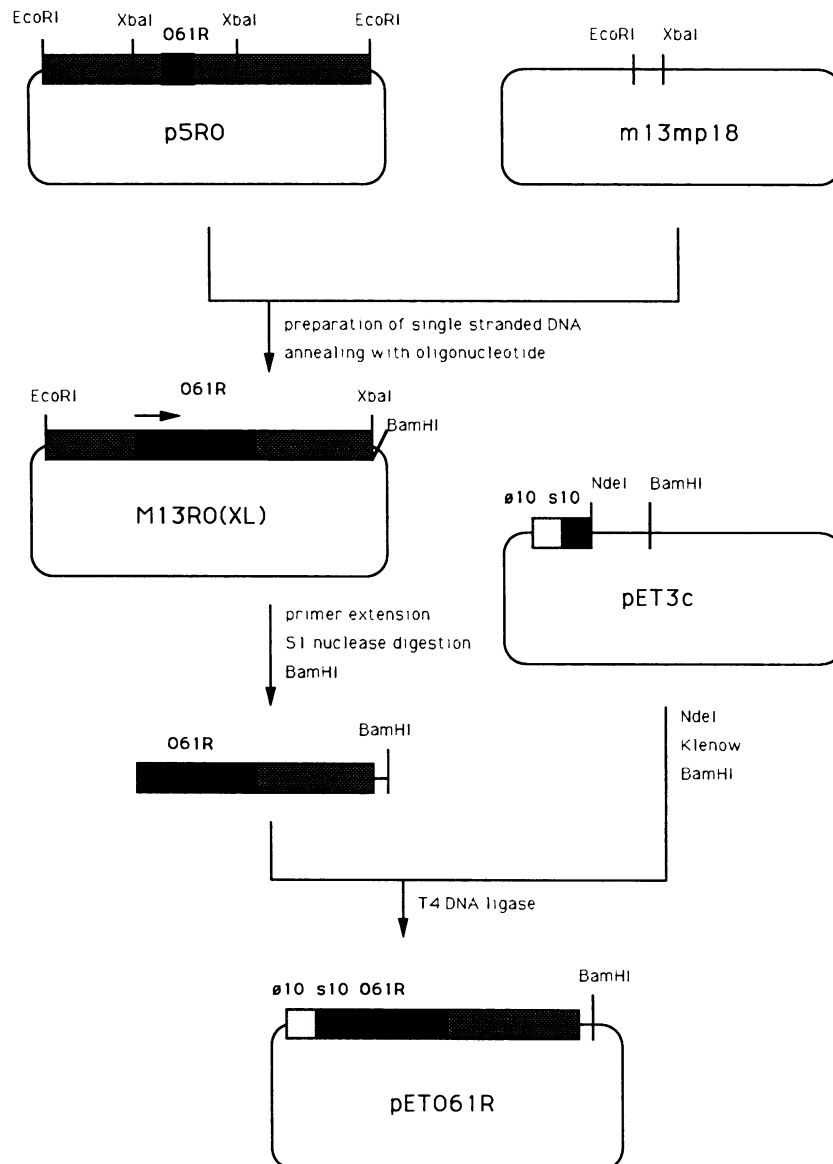 EcoRI XbaI O61R XbaI EcoRI
p5R0
EcoRI XbaI
m13mp18
preparation of single stranded DNA
annealing with oligonucleotide
EcoRI O61R XbaI
BamHI
M13R0(XL)
ø10 s10 NdeI BamHI
pET3c
primer extension
S1 nuclease digestion
BamHI
NdeI
Klenow
BamHI
O61R BamHI
T4 DNA ligase
ø10 s10 O61R BamHI
pETO61R